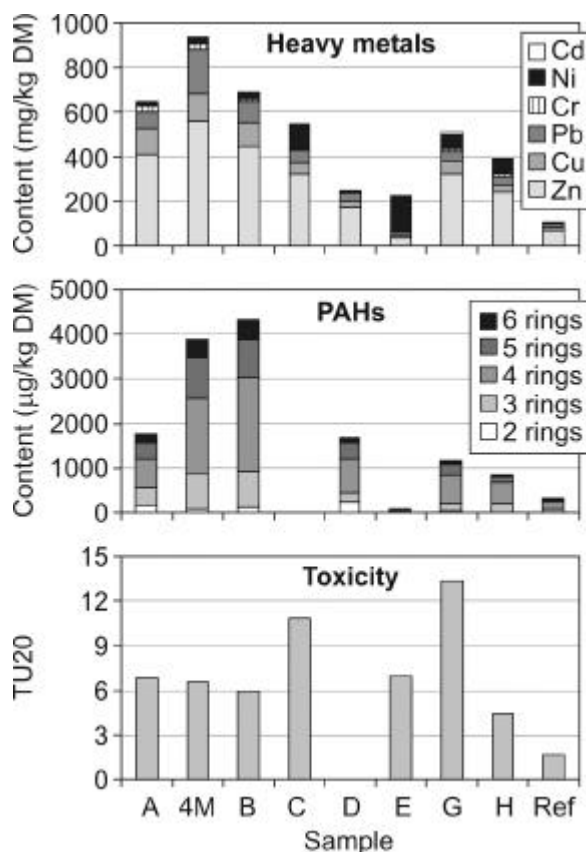 Heavy metals
Content (mg/kg DM)
1000
800
600
400
200
0
Cd
Ni
Cr
Pb
Cu
Zn
PAHs
Content (µg/kg DM)
5000
4000
3000
2000
1000
0
6 rings
5 rings
4 rings
3 rings
2 rings
Toxicity
TU20
15
12
9
6
3
0
A 4M B C D E G H Ref
Sample